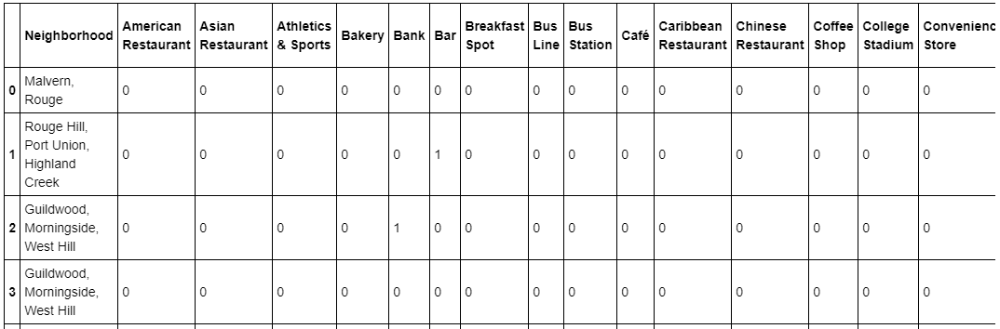 Neighborhood American Restaurant Asian Restaurant Athletics & Sports Bakery Bank Bar Breakfast Spot Bus Line Bus Station Café Caribbean Restaurant Chinese Restaurant Coffee Shop College Stadium Convenienc Store
0 Malvern, Rouge 0 0 0 0 0 0 0 0 0 0 0 0 0 0 0
1 Rouge Hill, Port Union, Highland Creek 0 0 0 0 0 1 0 0 0 0 0 0 0 0 0
2 Guildwood, Morningside, West Hill 0 0 0 0 1 0 0 0 0 0 0 0 0 0 0
3 Guildwood, Morningside, West Hill 0 0 0 0 0 0 0 0 0 0 0 0 0 0 0